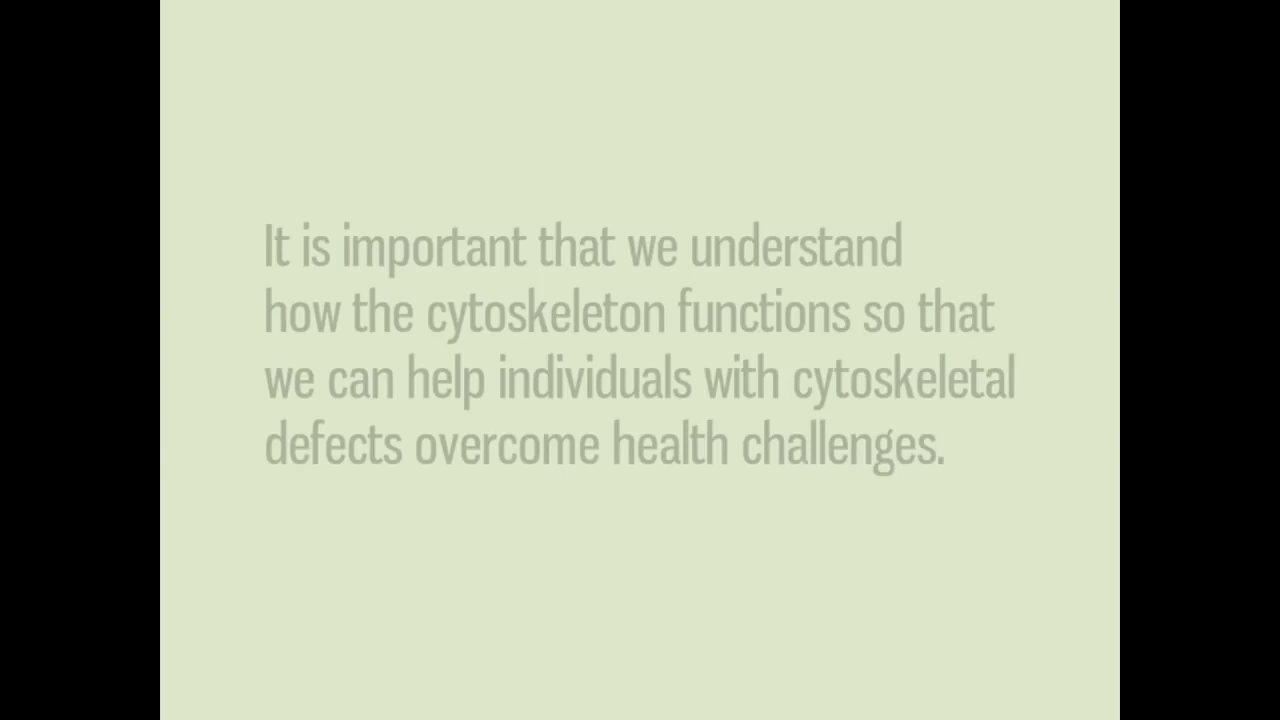 It is important that we understand
how the cytoskeleton functions so that
we can help individuals with cytoskeletal
defects overcome health challenges.